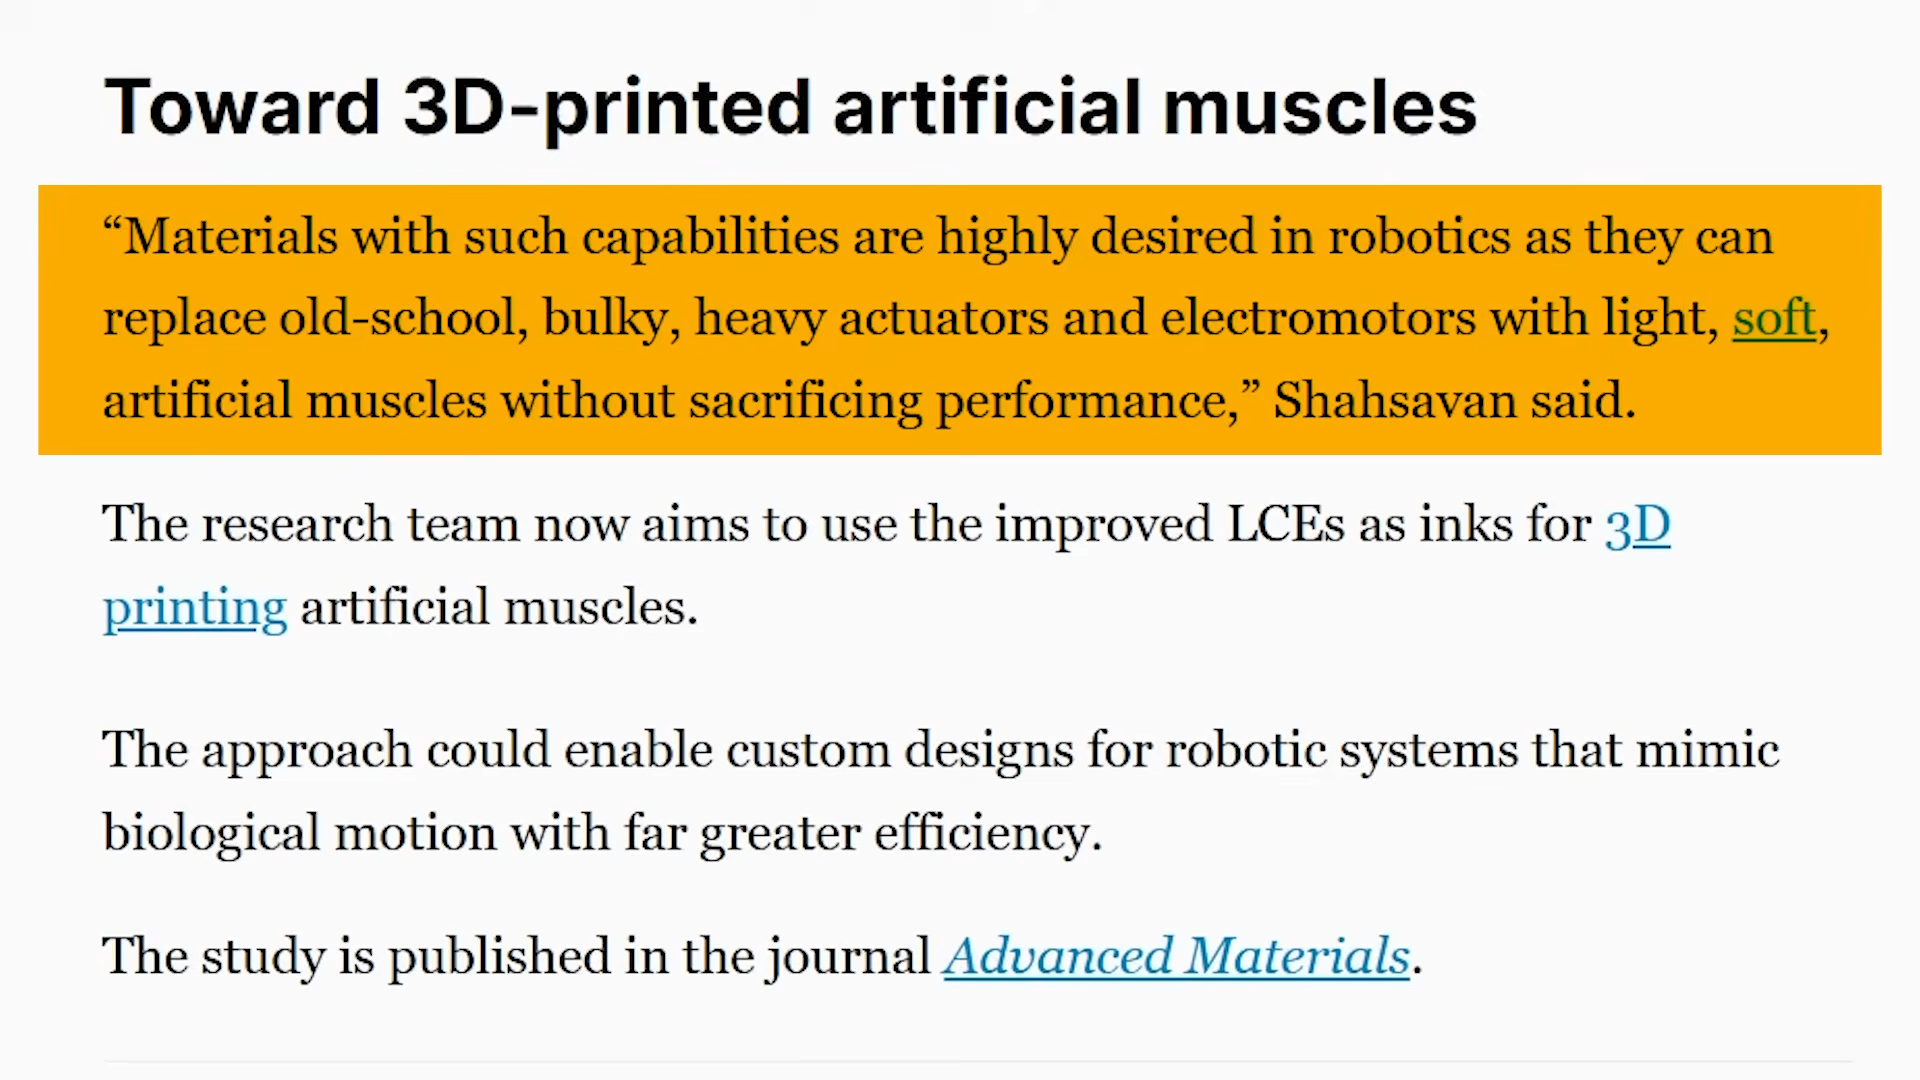 Toward 3D-printed artificial muscles
“Materials with such capabilities are highly desired in robotics as they can
replace old-school, bulky, heavy actuators and electromotors with light, soft,
artificial muscles without sacrificing performance,” Shahsavan said.
The research team now aims to use the improved LCEs as inks for 3D
printing artificial muscles.
The approach could enable custom designs for robotic systems that mimic
biological motion with far greater efficiency.
The study is published in the journal Advanced Materials.